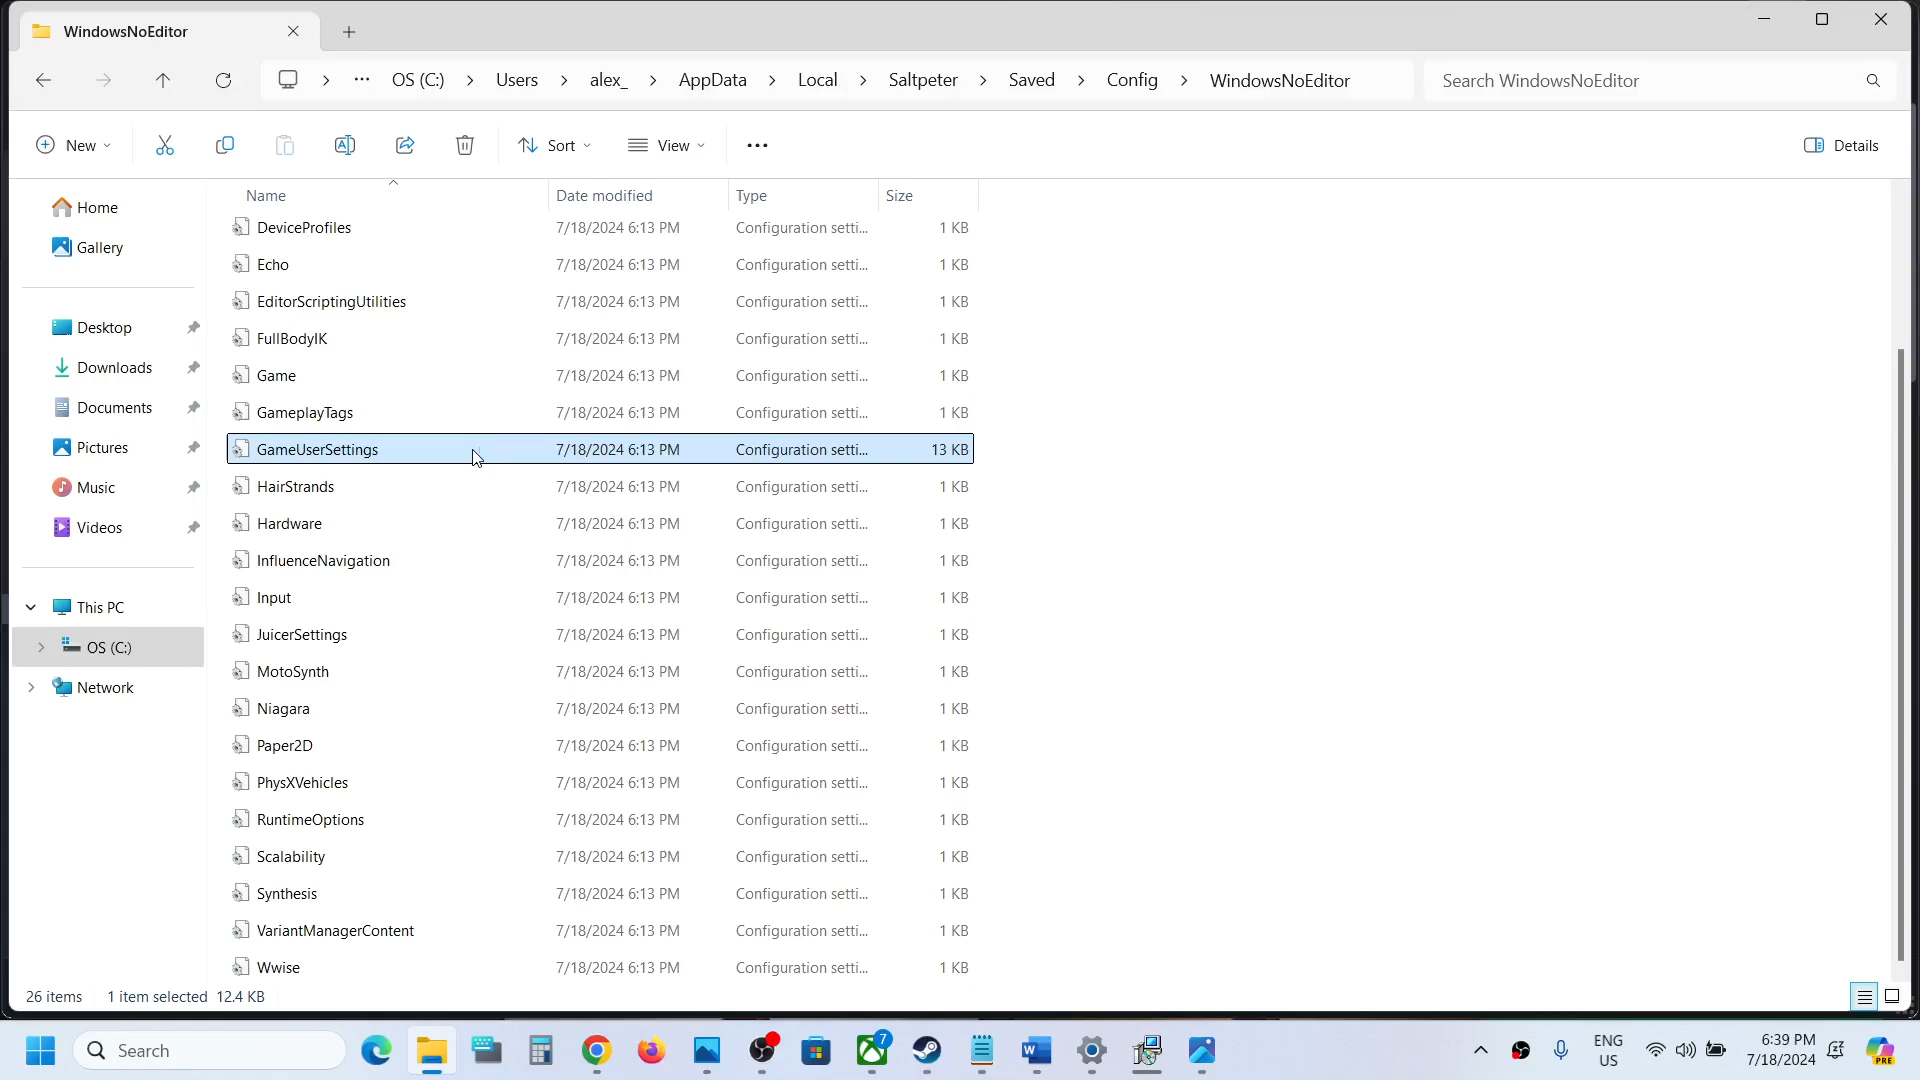 WindowsNoEditor
OS (C:) Users alex_ AppData Local Saltpeter Saved Config WindowsNoEditor
Search WindowsNoEditor
New
Sort
View
Details
Name Date modified Type Size
Home
Gallery
Desktop
Downloads
Documents
Pictures
Music
Videos
This PC
OS (C:)
Network
DeviceProfiles 7/18/2024 6:13 PM Configuration setti... 1 KB
Echo 7/18/2024 6:13 PM Configuration setti... 1 KB
EditorScriptingUtilities 7/18/2024 6:13 PM Configuration setti... 1 KB
FullBodyIK 7/18/2024 6:13 PM Configuration setti... 1 KB
Game 7/18/2024 6:13 PM Configuration setti... 1 KB
GameplayTags 7/18/2024 6:13 PM Configuration setti... 1 KB
GameUserSettings 7/18/2024 6:13 PM Configuration setti... 13 KB
HairStrands 7/18/2024 6:13 PM Configuration setti... 1 KB
Hardware 7/18/2024 6:13 PM Configuration setti... 1 KB
InfluenceNavigation 7/18/2024 6:13 PM Configuration setti... 1 KB
Input 7/18/2024 6:13 PM Configuration setti... 1 KB
JuicerSettings 7/18/2024 6:13 PM Configuration setti... 1 KB
MotoSynth 7/18/2024 6:13 PM Configuration setti... 1 KB
Niagara 7/18/2024 6:13 PM Configuration setti... 1 KB
Paper2D 7/18/2024 6:13 PM Configuration setti... 1 KB
PhysXVehicles 7/18/2024 6:13 PM Configuration setti... 1 KB
RuntimeOptions 7/18/2024 6:13 PM Configuration setti... 1 KB
Scalability 7/18/2024 6:13 PM Configuration setti... 1 KB
Synthesis 7/18/2024 6:13 PM Configuration setti... 1 KB
VariantManagerContent 7/18/2024 6:13 PM Configuration setti... 1 KB
Wwise 7/18/2024 6:13 PM Configuration setti... 1 KB
26 items 1 item selected 12.4 KB
Search
7
ENG
US
6:39 PM
7/18/2024
PRE